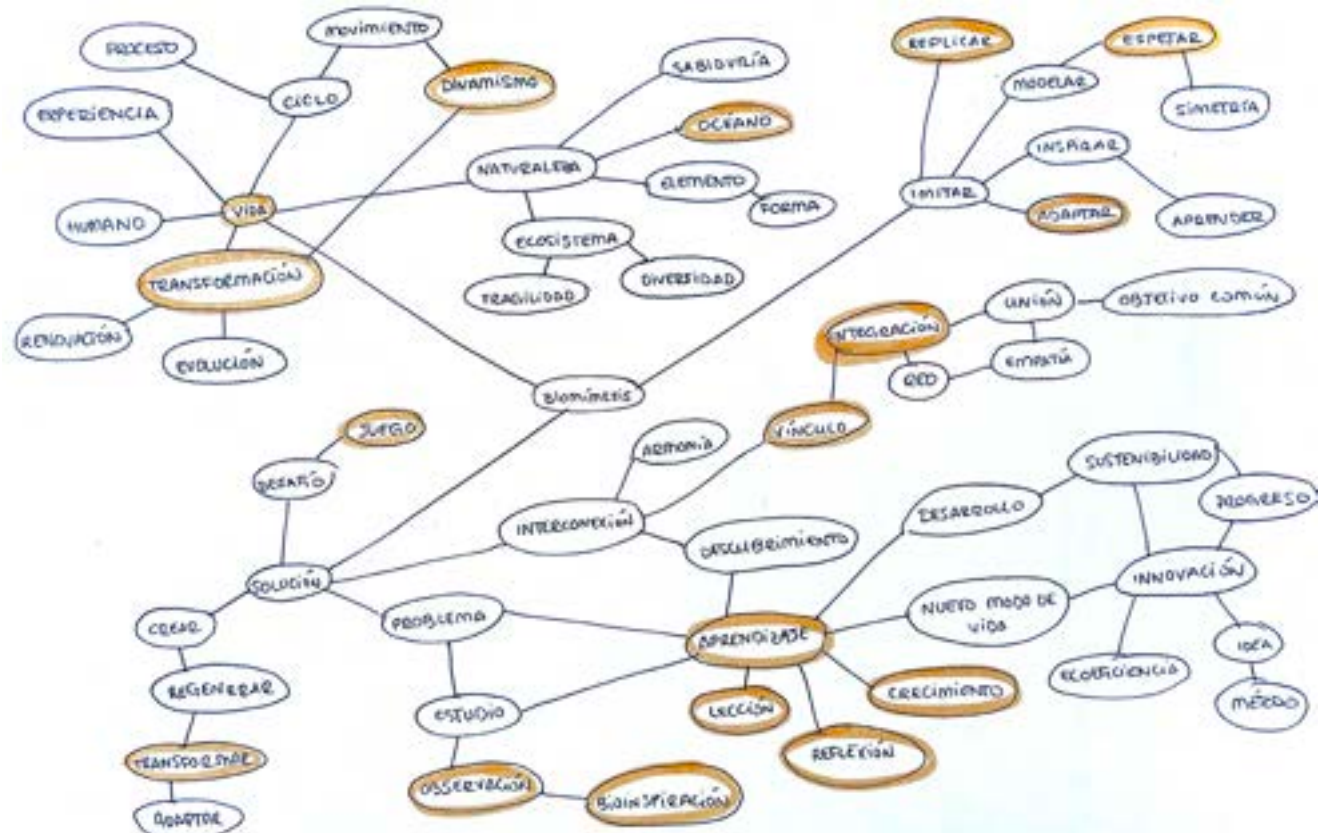 PROCESO
MOVIMIENTO
DINAMISMO
CICLO
EXPERIENCIA
HUMANO
VIDA
TRANSFORMACIÓN
RENOVACIÓN
EVOLUCIÓN
SABIDURÍA
OCÉANO
NATURALEZA
ELEMENTO
FORMA
ECOSISTEMA
FRAGILIDAD
DIVERSIDAD
REPLICAR
ESPEJAR
MODELAR
SIMETRÍA
INSPIRAR
IMITAR
ADAPTAR
APRENDER
INTEGRACIÓN
UNIÓN
OBJETIVO COMÚN
RED
EMPATÍA
BIOMÍMESIS
VÍNCULO
JUEGO
DESAFÍO
ARMONÍA
INTERCONEXIÓN
DESCUBRIMIENTO
SOLUCIÓN
CREAR
REGENERAR
TRANSFORMAR
ADAPTAR
PROBLEMA
ESTUDIO
OBSERVACIÓN
BIOINSPIRACIÓN
APRENDIZAJE
LECCIÓN
REFLEXIÓN
CRECIMIENTO
DESARROLLO
SUSTENIBILIDAD
PROGRESO
INNOVACIÓN
NUEVO MODO DE
VIDA
ECOEFICIENCIA
IDEA